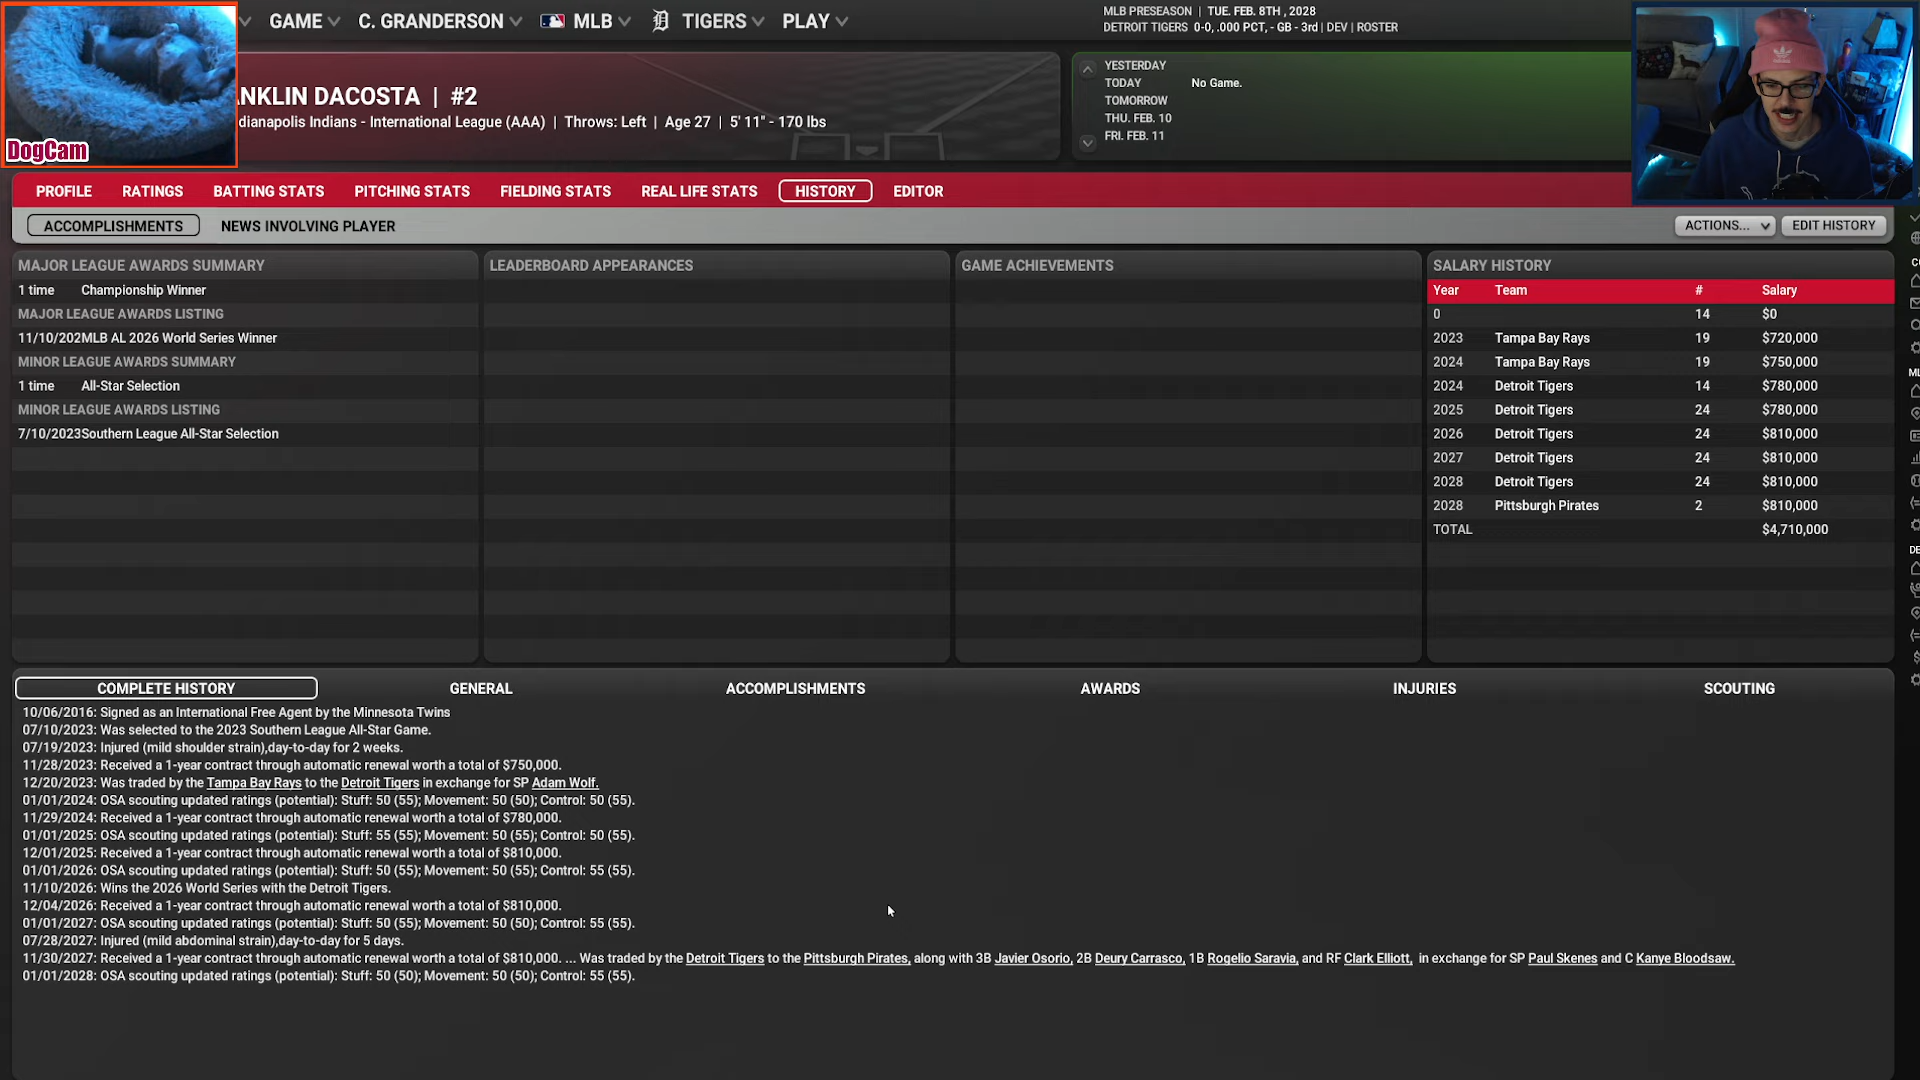 GAME
C. GRANDERSON
MLB
TIGERS
PLAY
MLB PRESEASON | TUE. FEB. 8TH , 2028
DETROIT TIGERS 0-0, .000 PCT, - GB - 3rd | DEV | ROSTER
DogCam
NKLIN DACOSTA | #2
dianapolis Indians - International League (AAA) | Throws: Left | Age 27 | 5' 11" - 170 lbs
YESTERDAY
TODAY No Game.
TOMORROW
THU. FEB. 10
FRI. FEB. 11
PROFILE
RATINGS
BATTING STATS
PITCHING STATS
FIELDING STATS
REAL LIFE STATS
HISTORY
EDITOR
ACCOMPLISHMENTS
NEWS INVOLVING PLAYER
ACTIONS...
EDIT HISTORY
MAJOR LEAGUE AWARDS SUMMARY
1 time Championship Winner
MAJOR LEAGUE AWARDS LISTING
11/10/202MLB AL 2026 World Series Winner
MINOR LEAGUE AWARDS SUMMARY
1 time All-Star Selection
MINOR LEAGUE AWARDS LISTING
7/10/2023Southern League All-Star Selection
LEADERBOARD APPEARANCES
GAME ACHIEVEMENTS
SALARY HISTORY
Year Team # Salary
0 14 $0
2023 Tampa Bay Rays 19 $720,000
2024 Tampa Bay Rays 19 $750,000
2024 Detroit Tigers 14 $780,000
2025 Detroit Tigers 24 $780,000
2026 Detroit Tigers 24 $810,000
2027 Detroit Tigers 24 $810,000
2028 Detroit Tigers 24 $810,000
2028 Pittsburgh Pirates 2 $810,000
TOTAL $4,710,000
COMPLETE HISTORY
GENERAL
ACCOMPLISHMENTS
AWARDS
INJURIES
SCOUTING
10/06/2016: Signed as an International Free Agent by the Minnesota Twins
07/10/2023: Was selected to the 2023 Southern League All-Star Game.
07/19/2023: Injured (mild shoulder strain),day-to-day for 2 weeks.
11/28/2023: Received a 1-year contract through automatic renewal worth a total of $750,000.
12/20/2023: Was traded by the Tampa Bay Rays to the Detroit Tigers in exchange for SP Adam Wolf.
01/01/2024: OSA scouting updated ratings (potential): Stuff: 50 (55); Movement: 50 (50); Control: 50 (55).
11/29/2024: Received a 1-year contract through automatic renewal worth a total of $780,000.
01/01/2025: OSA scouting updated ratings (potential): Stuff: 55 (55); Movement: 50 (55); Control: 50 (55).
12/01/2025: Received a 1-year contract through automatic renewal worth a total of $810,000.
01/01/2026: OSA scouting updated ratings (potential): Stuff: 50 (55); Movement: 50 (55); Control: 55 (55).
11/10/2026: Wins the 2026 World Series with the Detroit Tigers.
12/04/2026: Received a 1-year contract through automatic renewal worth a total of $810,000.
01/01/2027: OSA scouting updated ratings (potential): Stuff: 50 (55); Movement: 50 (50); Control: 55 (55).
07/28/2027: Injured (mild abdominal strain),day-to-day for 5 days.
11/30/2027: Received a 1-year contract through automatic renewal worth a total of $810,000. ... Was traded by the Detroit Tigers to the Pittsburgh Pirates, along with 3B Javier Osorio, 2B Deury Carrasco, 1B Rogelio Saravia, and RF Clark Elliott, in exchange for SP Paul Skenes and C Kanye Bloodsaw.
01/01/2028: OSA scouting updated ratings (potential): Stuff: 50 (50); Movement: 50 (50); Control: 55 (55).